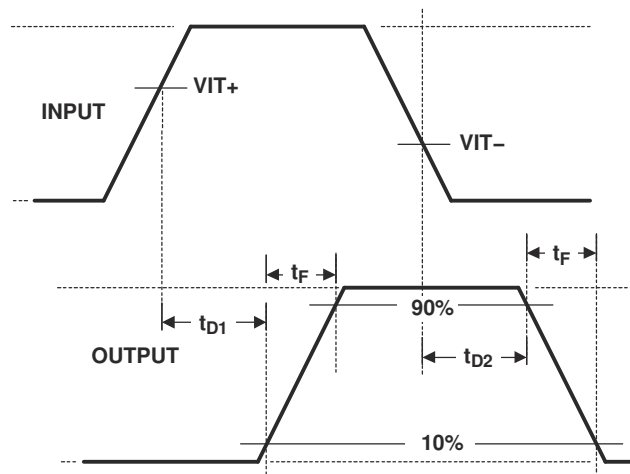 VIT+
INPUT
VIT−
tF
tF
90%
tD1
OUTPUT
tD2
10%